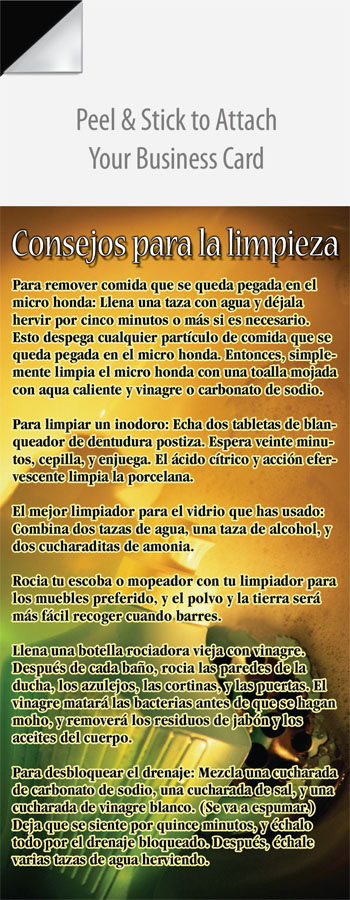 Peel & Stick to Attach
Your Business Card
Consejos para la limpieza
Para remover comida que se queda pegada en el
micro honda: Llena una taza con agua y déjala
hervir por cinco minutos o más si es necesario.
Esto despega cualquier partículo de comida que se
queda pegada en el micro honda. Entonces, simple-
mente limpia el micro honda con una toalla mojada
con aqua caliente y vinagre o carbonato de sodio.
Para limpiar un inodoro: Echa dos tabletas de blan-
queador de dentudura postiza. Espera veinte minu-
tos, cepilla, y enjuega. El ácido cítrico y acción efer-
vescente limpia la porcelana.
El mejor limpiador para el vidrio que has usado:
Combina dos tazas de agua, una taza de alcohol, y
dos cucharaditas de amonia.
Rocia tu escoba o mopeador con tu limpiador para
los muebles preferido, y el polvo y la tierra será
más fácil recoger cuando barres.
Llena una botella rociadora vieja con vinagre.
Después de cada baño, rocia las paredes de la
ducha, los azulejos, las cortinas, y las puertas. El
vinagre matará las bacterias antes de que se hagan
moho, y removerá los residuos de jabón y los
aceites del cuerpo.
Para desbloquear el drenaje: Mezcla una cucharada
de carbonato de sodio, una cucharada de sal, y una
cucharada de vinagre blanco. (Se va a espumar.)
Deja que se siente por quince minutos, y échalo
todo por el drenaje bloqueado. Después, échale
varias tazas de agua herviendo.